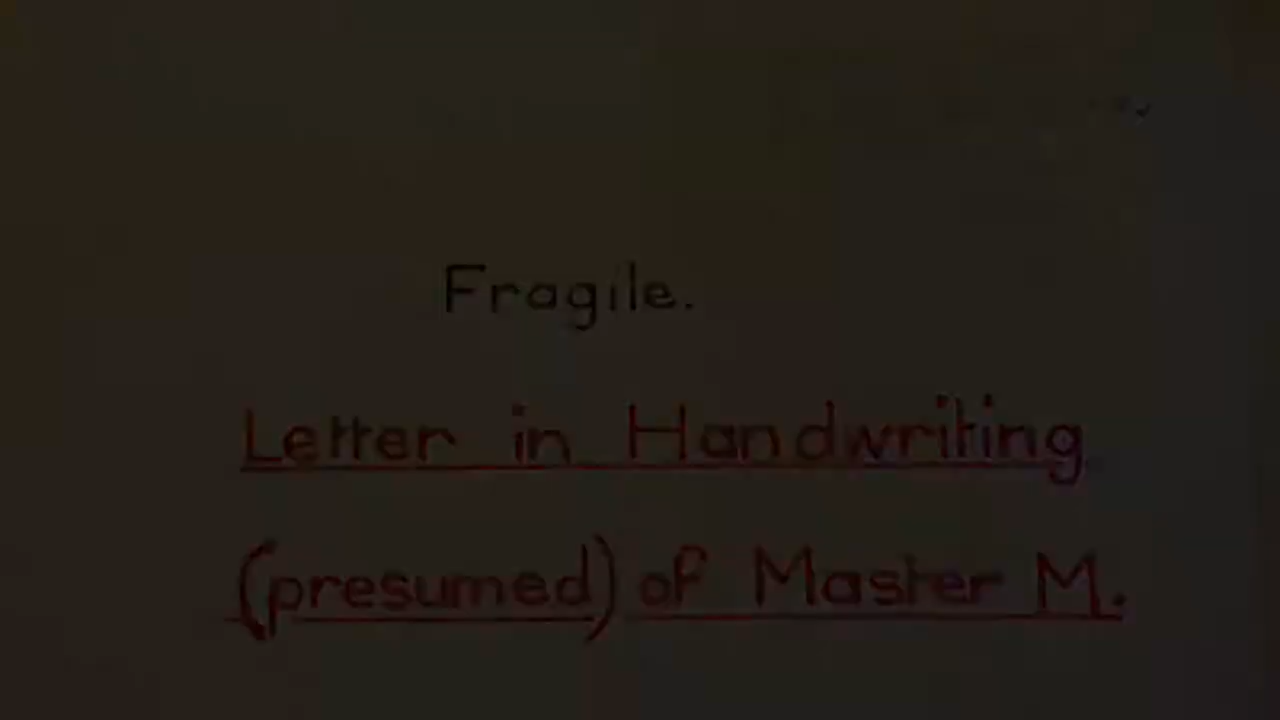 Fragile.
Letter in Handwriting
(presumed) of Master M.